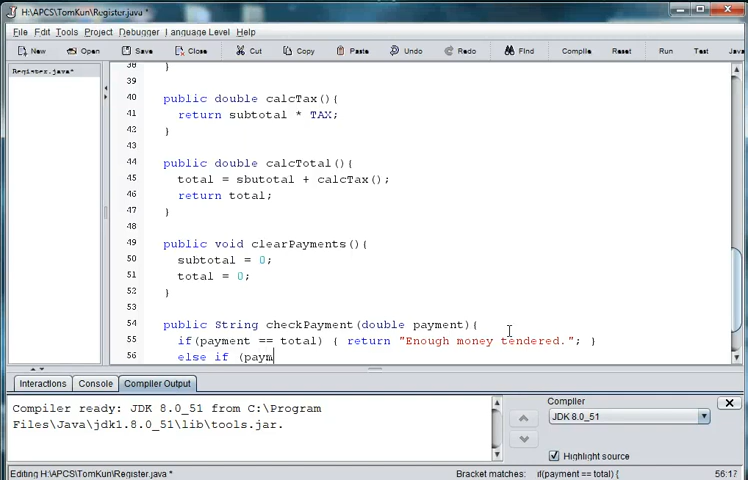 H:\APCS\TomKun\Register.java *
File Edit Tools Project Debugger Language Level Help
New Open Save Close Cut Copy Paste Undo Redo Find Compile Reset Run Test Java
Register.java*
38 }
39
40 public double calcTax(){
41 return subtotal * TAX;
42 }
43
44 public double calcTotal(){
45 total = sbutotal + calcTax();
46 return total;
47 }
48
49 public void clearPayments(){
50 subtotal = 0;
51 total = 0;
52 }
53
54 public String checkPayment(double payment){
55 if(payment == total) { return "Enough money tendered."; }
56 else if (paym
Interactions Console Compiler Output
Compiler ready: JDK 8.0_51 from C:\Program
Files\Java\jdk1.8.0_51\lib\tools.jar.
Compiler
JDK 8.0_51
Highlight source
Editing H:\APCS\TomKun\Register.java *
Bracket matches: if(payment == total) {